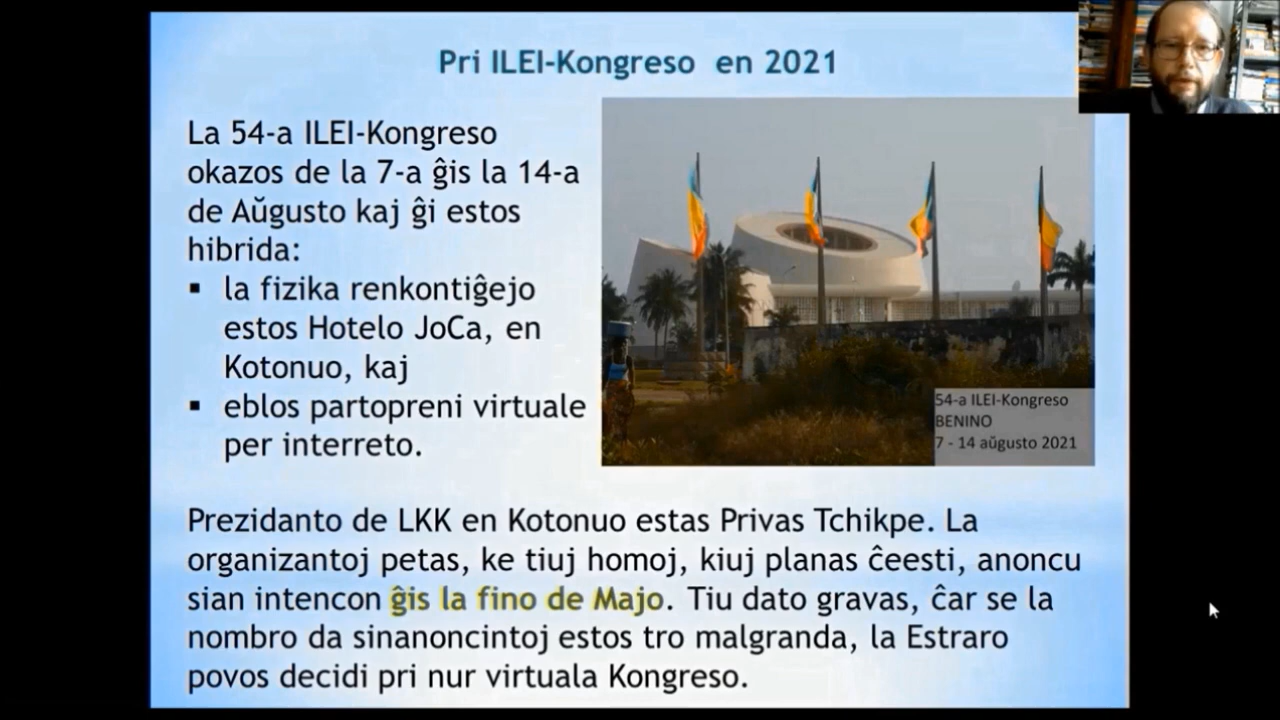 Pri ILEI-Kongreso en 2021
La 54-a ILEI-Kongreso
okazos de la 7-a ĝis la 14-a
de Aŭgusto kaj ĝi estos
hibrida:
▪ la fizika renkontiĝejo
estos Hotelo JoCa, en
Kotonuo, kaj
▪ eblos partopreni virtuale
per interreto.
54-a ILEI-Kongreso
BENINO
7 - 14 aŭgusto 2021
Prezidanto de LKK en Kotonuo estas Privas Tchikpe. La
organizantoj petas, ke tiuj homoj, kiuj planas ĉeesti, anoncu
sian intencon ĝis la fino de Majo. Tiu dato gravas, ĉar se la
nombro da sinanoncintoj estos tro malgranda, la Estraro
povos decidi pri nur virtuala Kongreso.